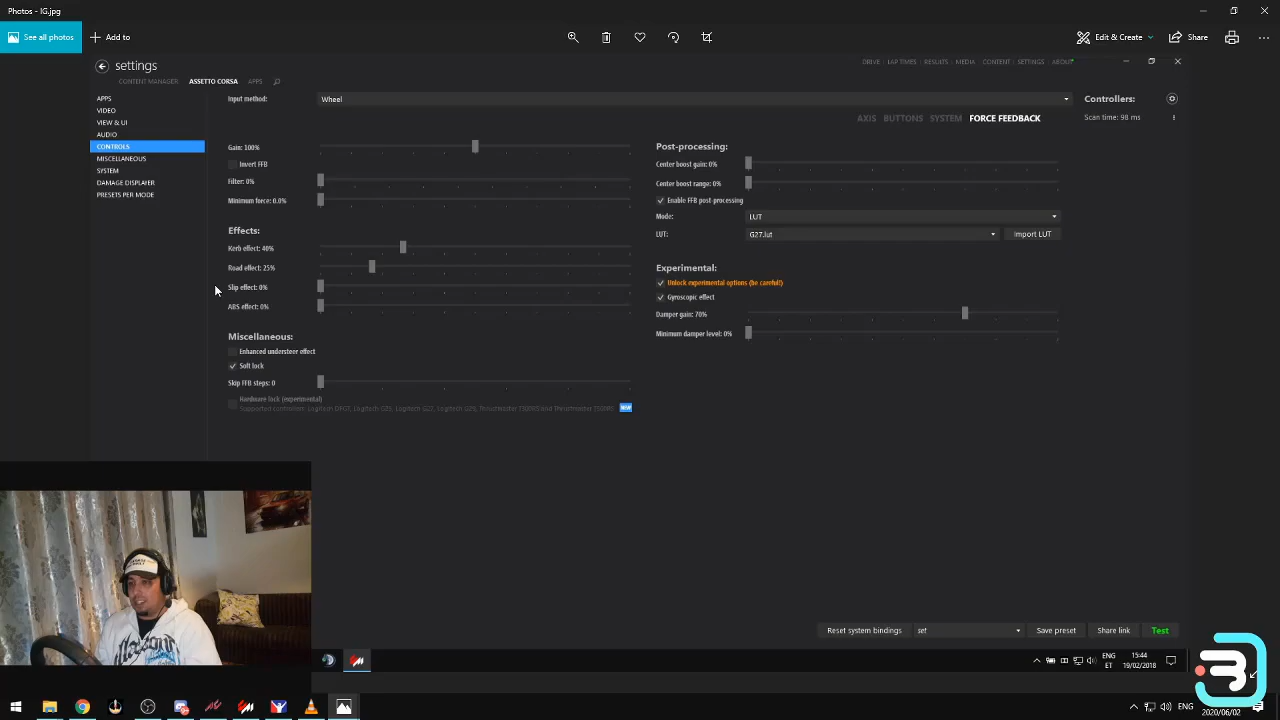 Photos - IG-I
See all photos
Add to
Edit & Create
Share
settings
CONTENT MANAGER
ASSETTO CORSA
APPS
DRIVE
LAP TIMES
RESULTS
MEDIA
CONTENT
SETTINGS
ABOUT
APPS
VIDEO
VIEW & UI
AUDIO
CONTROLS
MISCELLANEOUS
SYSTEM
DAMAGE DISPLAYER
PRESETS PER MODE
Input method:
Wheel
Controllers:
Scan time: 98 ms
AXIS
BUTTONS
SYSTEM
FORCE FEEDBACK
Gain: 100%
Invert FFB
Filter: 0%
Minimum force: 0.0%
Effects:
Kerb effect: 40%
Road effect: 25%
Slip effect: 0%
ABS effect: 0%
Miscellaneous:
Enhanced understeer effect
Soft lock
Skip FFB steps: 0
Hardware lock (experimental)
NEW
Post-processing:
Center boost gain: 0%
Center boost range: 0%
Enable FFB post-processing
Mode:
LUT
LUT:
G27.lut
Import LUT
Experimental:
Unlock experimental options (be careful!)
Gyroscopic effect
Damper gain: 70%
Minimum damper level: 0%
Reset system bindings
set
Save preset
Share link
Test
ENG
ET
15:44
19/02/2018
ENG
2020/06/02